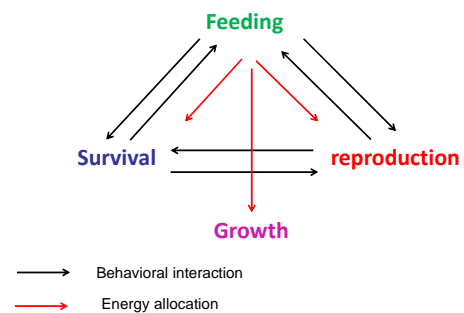 Feeding
Survival
reproduction
Growth
Behavioral interaction
Energy allocation